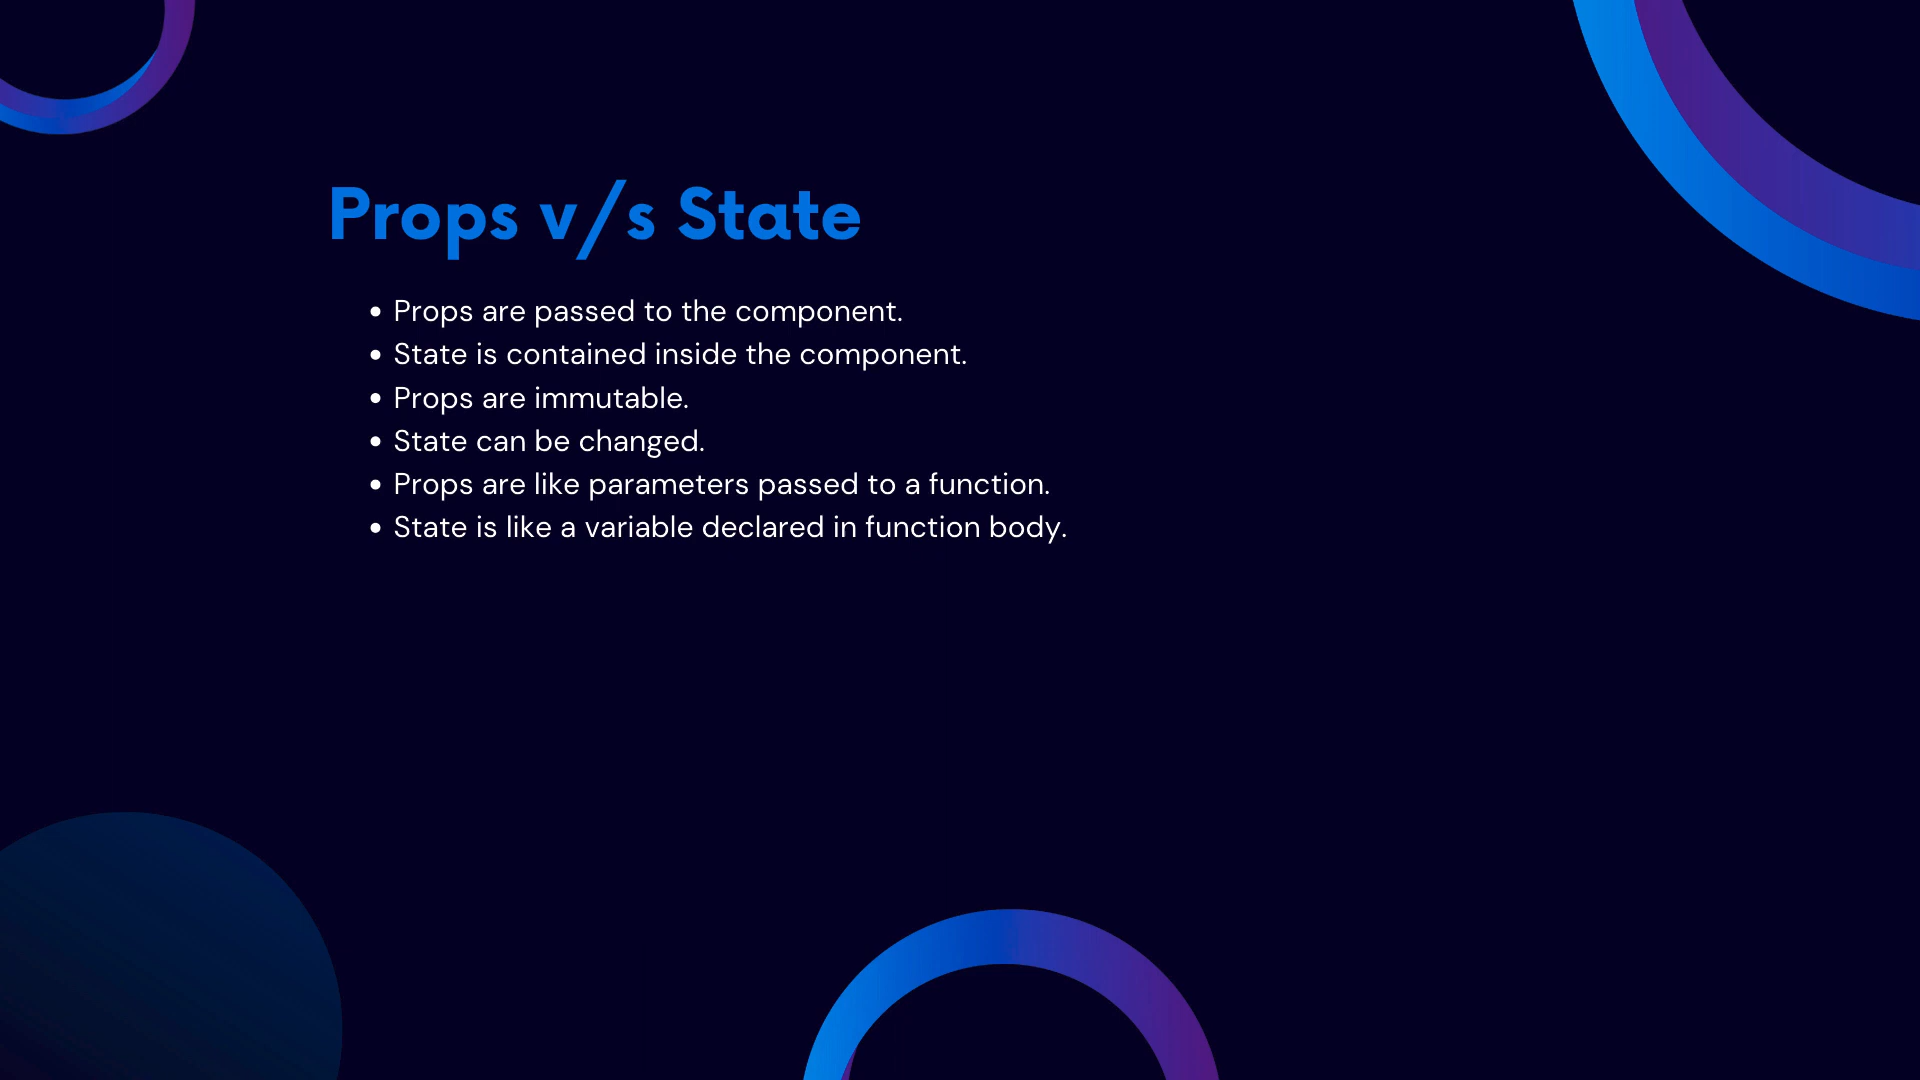 Props v/s State
• Props are passed to the component.
• State is contained inside the component.
• Props are immutable.
• State can be changed.
• Props are like parameters passed to a function.
• State is like a variable declared in function body.